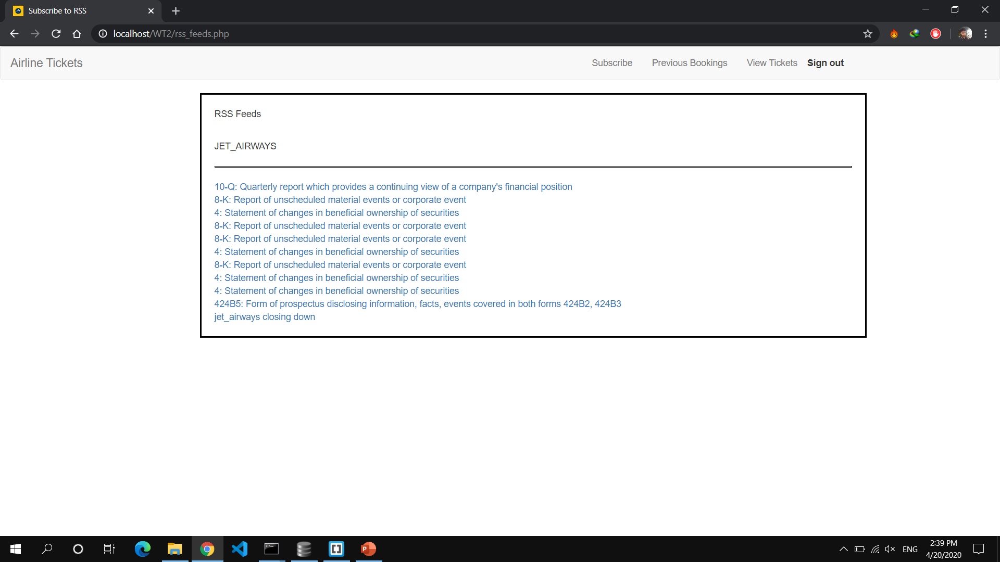 Subscribe to RSS
localhost/WT2/rss_feeds.php
Airline Tickets
Subscribe Previous Bookings View Tickets Sign out
RSS Feeds
JET_AIRWAYS
10-Q: Quarterly report which provides a continuing view of a company's financial position
8-K: Report of unscheduled material events or corporate event
4: Statement of changes in beneficial ownership of securities
8-K: Report of unscheduled material events or corporate event
8-K: Report of unscheduled material events or corporate event
4: Statement of changes in beneficial ownership of securities
8-K: Report of unscheduled material events or corporate event
4: Statement of changes in beneficial ownership of securities
4: Statement of changes in beneficial ownership of securities
424B5: Form of prospectus disclosing information, facts, events covered in both forms 424B2, 424B3
jet_airways closing down
ENG
2:39 PM
4/20/2020